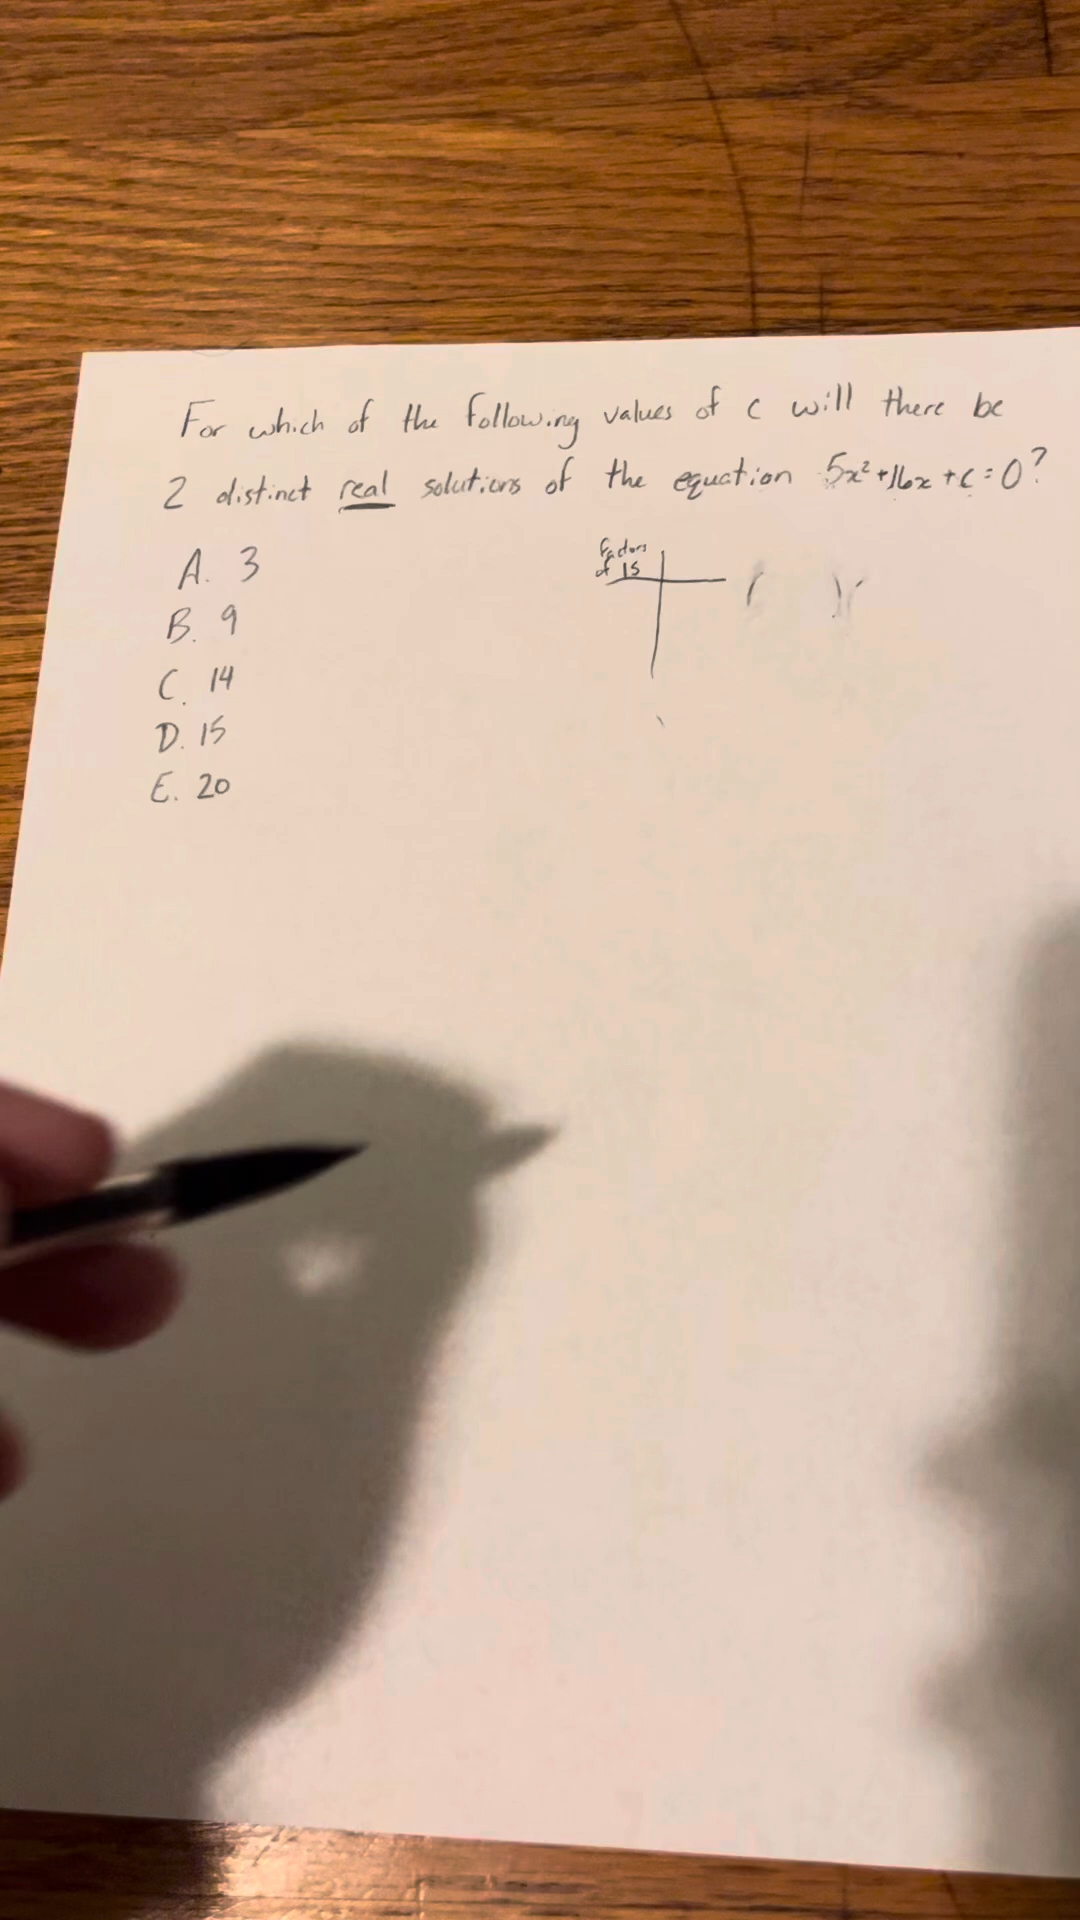 For which of the following values of c will there be
2 distinct real solutions of the equation 5x²+16x+c=0?
A. 3
B. 9
C. 14
D. 15
E. 20
Factors
of 15
( )(